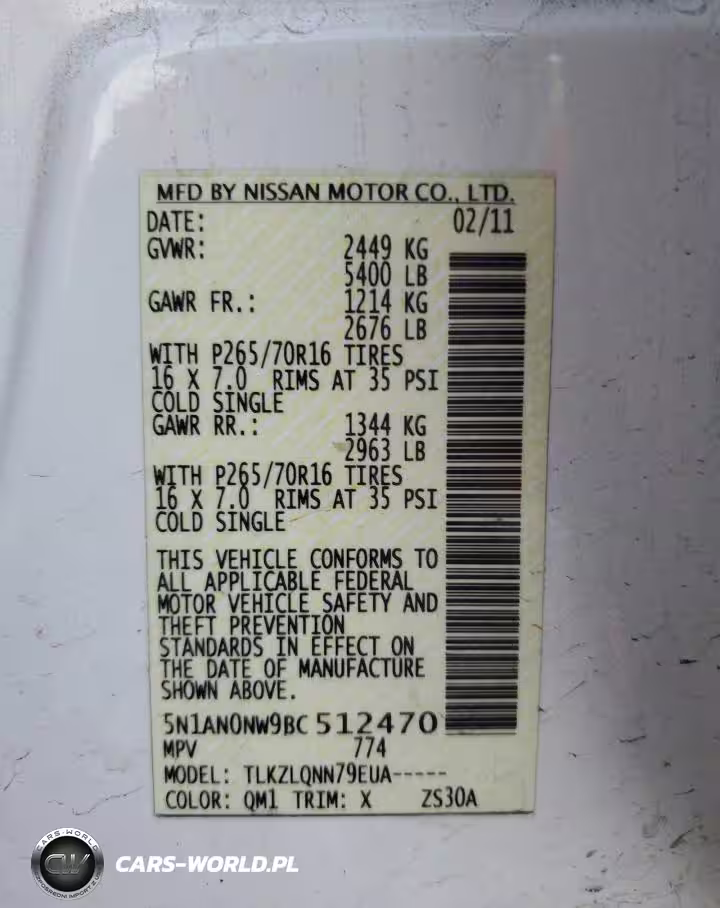 MFD BY NISSAN MOTOR CO., LTD.
DATE: 02/11
GVWR: 2449 KG
5400 LB
GAWR FR.: 1214 KG
2676 LB
WITH P265/70R16 TIRES
16 X 7.0 RIMS AT 35 PSI
COLD SINGLE
GAWR RR.: 1344 KG
2963 LB
WITH P265/70R16 TIRES
16 X 7.0 RIMS AT 35 PSI
COLD SINGLE
THIS VEHICLE CONFORMS TO
ALL APPLICABLE FEDERAL
MOTOR VEHICLE SAFETY AND
THEFT PREVENTION
STANDARDS IN EFFECT ON
THE DATE OF MANUFACTURE
SHOWN ABOVE.
5N1AN0NW9BC512470
MPV 774
MODEL: TLKZLQNN79EUA-----
COLOR: QM1 TRIM: X ZS30A
CARS-WORLD
CW
CARS-WORLD.PL